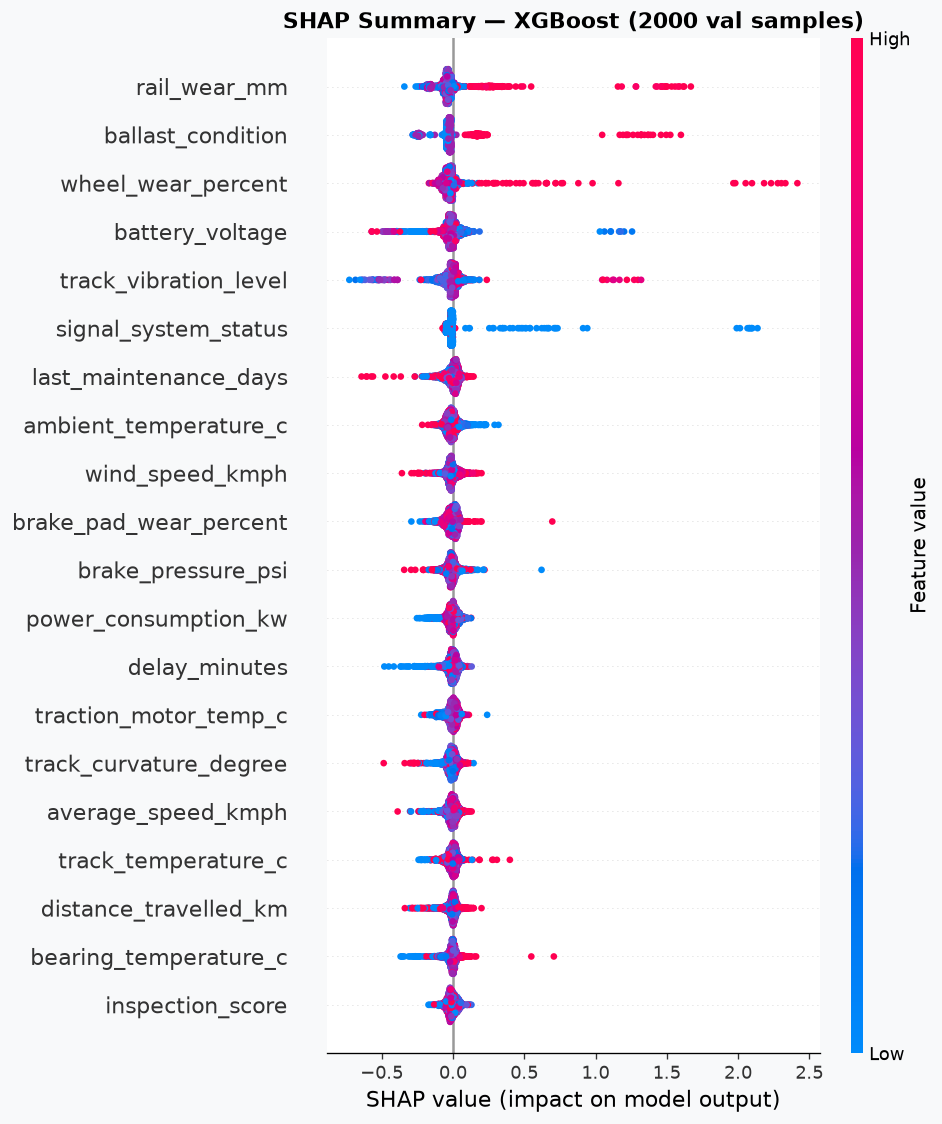 SHAP Summary — XGBoost (2000 val samples)
High
rail_wear_mm
ballast_condition
wheel_wear_percent
battery_voltage
track_vibration_level
signal_system_status
last_maintenance_days
ambient_temperature_c
wind_speed_kmph
brake_pad_wear_percent
brake_pressure_psi
power_consumption_kw
delay_minutes
traction_motor_temp_c
track_curvature_degree
average_speed_kmph
track_temperature_c
distance_travelled_km
bearing_temperature_c
inspection_score
Feature value
Low
−0.5 0.0 0.5 1.0 1.5 2.0 2.5
SHAP value (impact on model output)